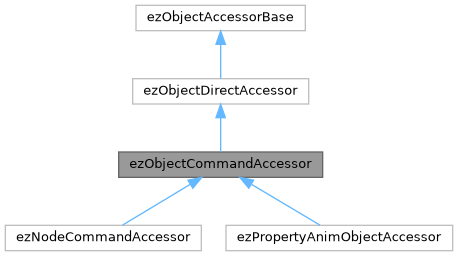 ezObjectAccessorBase
ezObjectDirectAccessor
ezObjectCommandAccessor
ezNodeCommandAccessor
ezPropertyAnimObjectAccessor